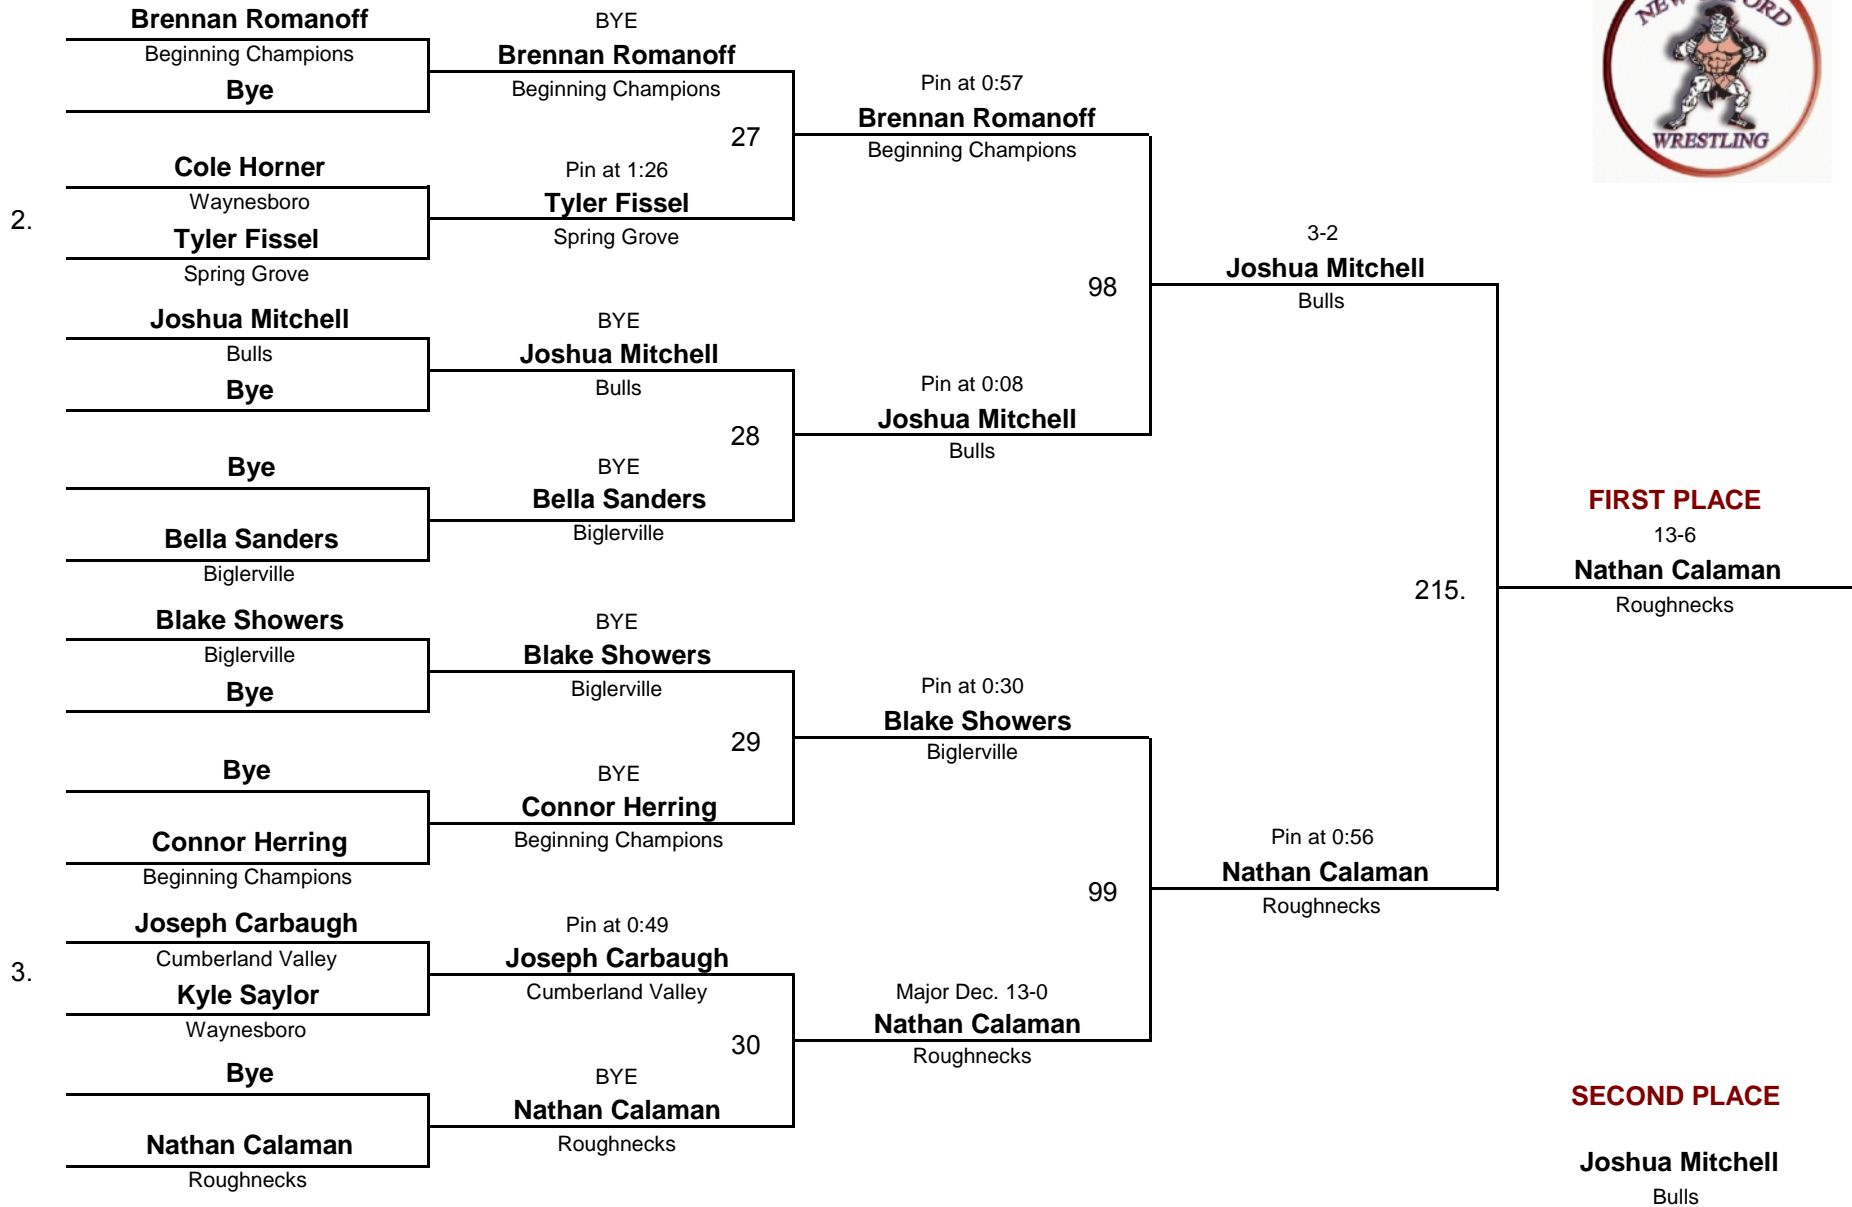 Brennan Romanoff
Beginning Champions
Bye
2.
Cole Horner
Waynesboro
Tyler Fissel
Spring Grove
Joshua Mitchell
Bulls
Bye
Bye
Bella Sanders
Biglerville
Blake Showers
Biglerville
Bye
Bye
Connor Herring
Beginning Champions
3.
Joseph Carbaugh
Cumberland Valley
Kyle Saylor
Waynesboro
Bye
Nathan Calaman
Roughnecks
BYE
Brennan Romanoff
Beginning Champions
27
Pin at 1:26
Tyler Fissel
Spring Grove
BYE
Joshua Mitchell
Bulls
28
BYE
Bella Sanders
Biglerville
BYE
Blake Showers
Biglerville
29
BYE
Connor Herring
Beginning Champions
Pin at 0:49
Joseph Carbaugh
Cumberland Valley
30
BYE
Nathan Calaman
Roughnecks
Pin at 0:57
Brennan Romanoff
Beginning Champions
98
Pin at 0:08
Joshua Mitchell
Bulls
Pin at 0:30
Blake Showers
Biglerville
99
Major Dec. 13-0
Nathan Calaman
Roughnecks
3-2
Joshua Mitchell
Bulls
215.
Pin at 0:56
Nathan Calaman
Roughnecks
NEW
WRESTLING
FIRST PLACE
13-6
Nathan Calaman
Roughnecks
SECOND PLACE
Joshua Mitchell
Bulls